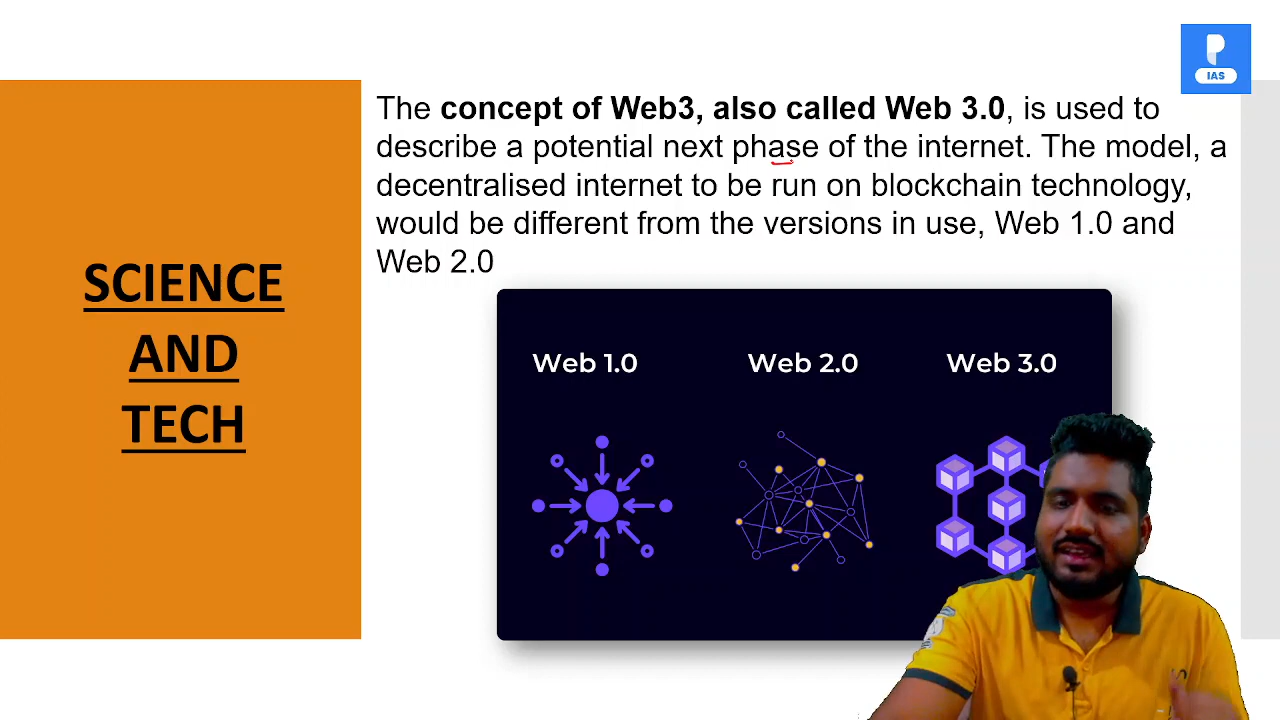 IAS
The concept of Web3, also called Web 3.0, is used to
describe a potential next phase of the internet. The model, a
decentralised internet to be run on blockchain technology,
would be different from the versions in use, Web 1.0 and
Web 2.0
SCIENCE
AND
TECH
Web 1.0
Web 2.0
Web 3.0